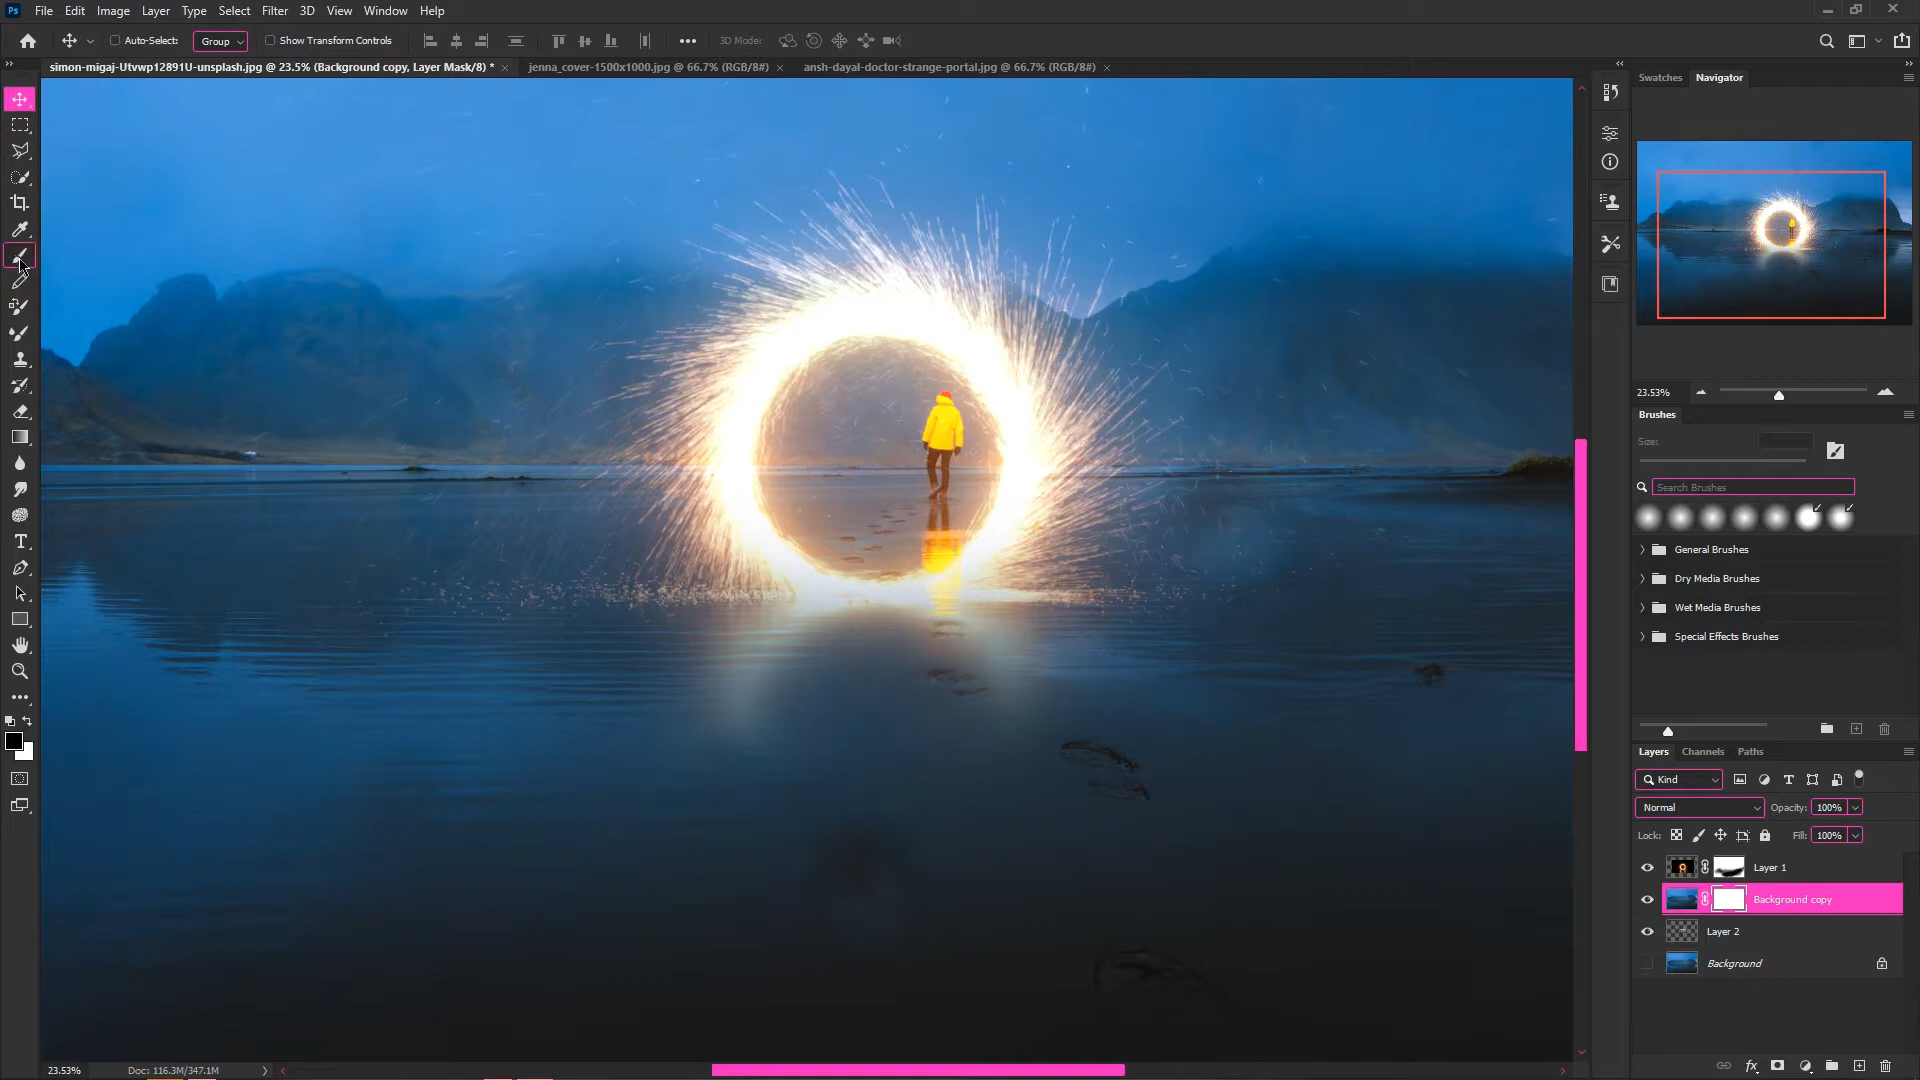 Ps File Edit Image Layer Type Select Filter 3D View Window Help
Auto-Select: Group Show Transform Controls 3D Mode:
simon-migaj-Utvwp12891U-unsplash.jpg @ 23.5% (Background copy, Layer Mask/8) * jenna_cover-1500x1000.jpg @ 66.7% (RGB/8#) ansh-dayal-doctor-strange-portal.jpg @ 66.7% (RGB/8#)
Swatches Navigator
23.53%
Brushes
Size:
Search Brushes
General Brushes
Dry Media Brushes
Wet Media Brushes
Special Effects Brushes
Layers Channels Paths
Kind
Normal Opacity: 100%
Lock: Fill: 100%
Layer 1
Background copy
Layer 2
Background
23.53% Doc: 116.3M/347.1M